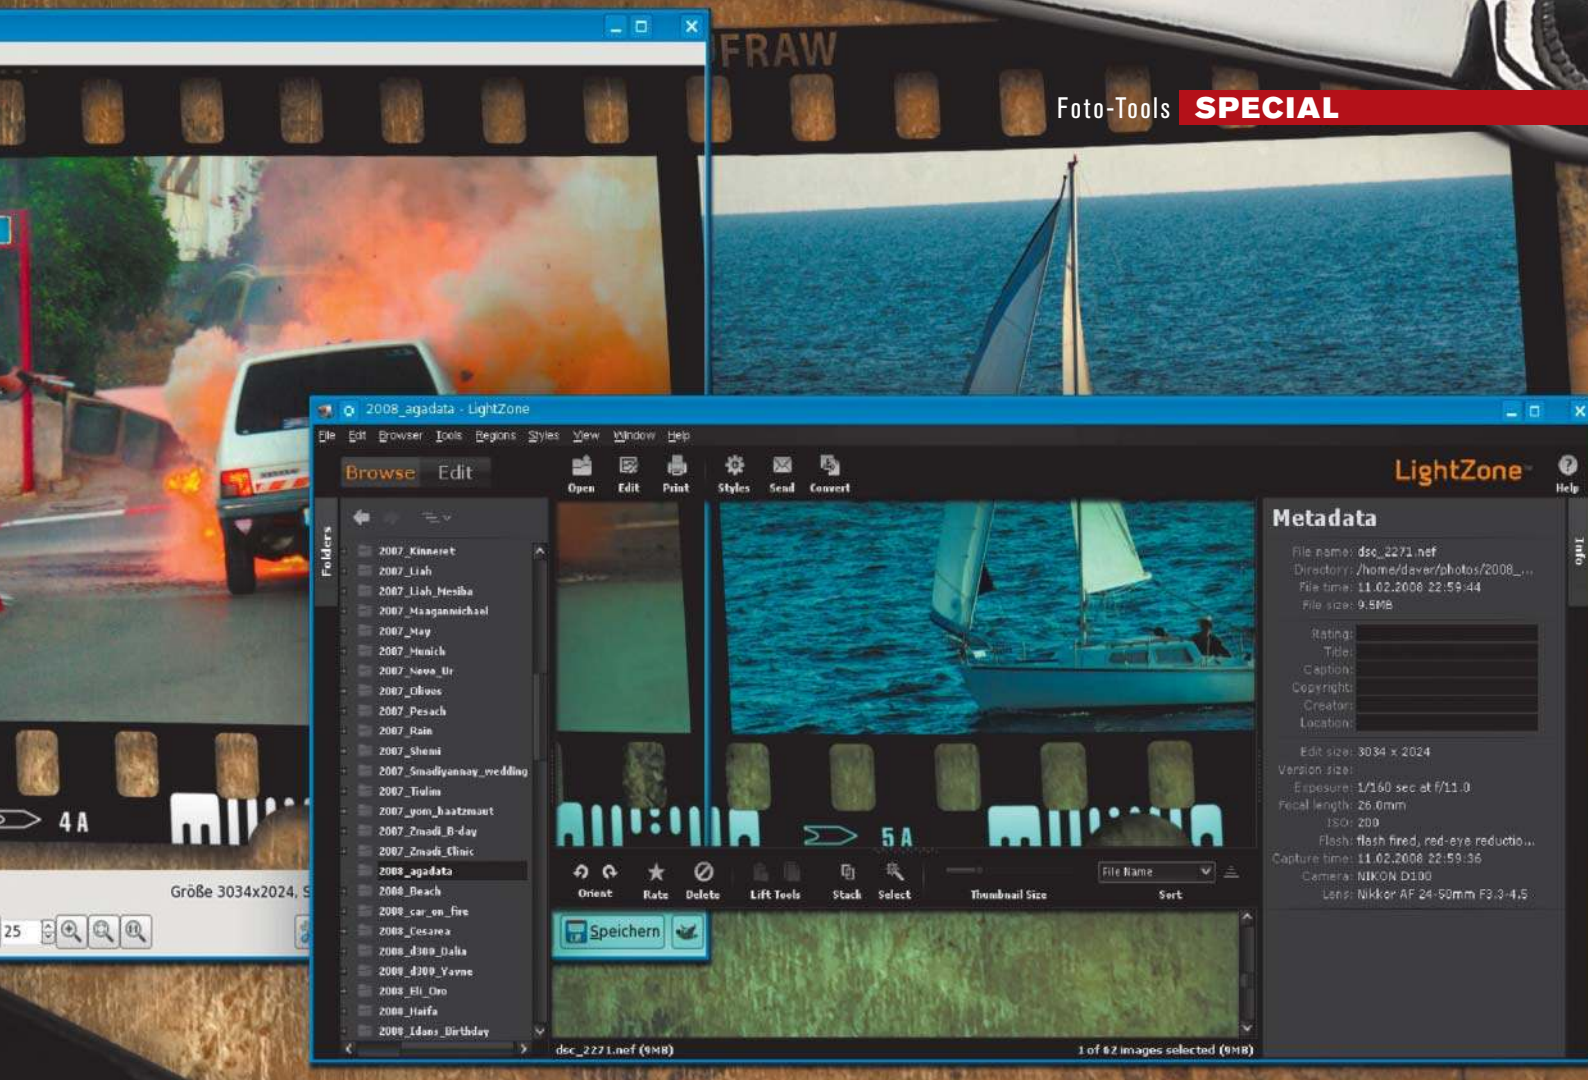 UFRAW
Foto-Tools SPECIAL
2008_agadata - LightZone
File Edit Browser Tools Regions Styles View Window Help
Browse Edit
Open Edit Print Styles Send Convert
LightZone
Help
Folders
2007_Kinneret
2007_Liah
2007_Liah_Mesiba
2007_Maaganmichael
2007_May
2007_Munich
2007_Neve_Ur
2007_Olives
2007_Pesach
2007_Rain
2007_Shemi
2007_Smadiyannay_wedding
2007_Tiulim
2007_yom_haatzmaut
2007_Zmadi_B-day
2007_Zmadi_Clinic
2008_agadata
2008_Beach
2008_car_on_fire
2008_Cesarea
2008_d300_Dalia
2008_d300_Yavne
2008_Eli_Oro
2008_Haifa
2008_Idans_Birthday
Metadata
Info
File name: dsc_2271.nef
Directory: /home/daver/photos/2008_...
File time: 11.02.2008 22:59:44
File size: 9.5MB
Rating:
Title:
Caption:
Copyright:
Creator:
Location:
Edit size: 3034 x 2024
Version size:
Exposure: 1/160 sec at f/11.0
Focal length: 26.0mm
ISO: 200
Flash: flash fired, red-eye reductio...
Capture time: 11.02.2008 22:59:36
Camera: NIKON D100
Lens: Nikkor AF 24-50mm F3.3-4.5
4 A
5 A
Größe 3034x2024, S
25
Orient Rate Delete Lift Tools Stack Select Thumbnail Size File Name Sort
Speichern
dsc_2271.nef (9MB)
1 of 62 images selected (9MB)